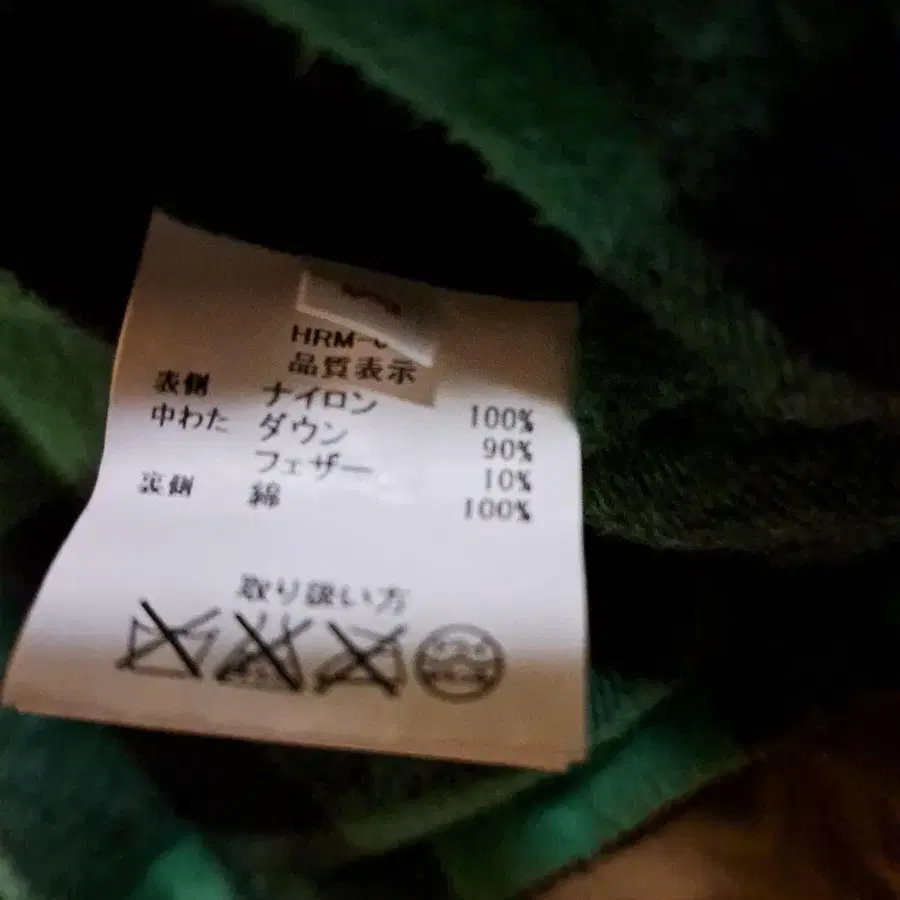 HRM-
品質表示
表側 ナイロン 100%
中わた ダウン 90%
フェザー 10%
裏側 綿 100%
取り扱い方